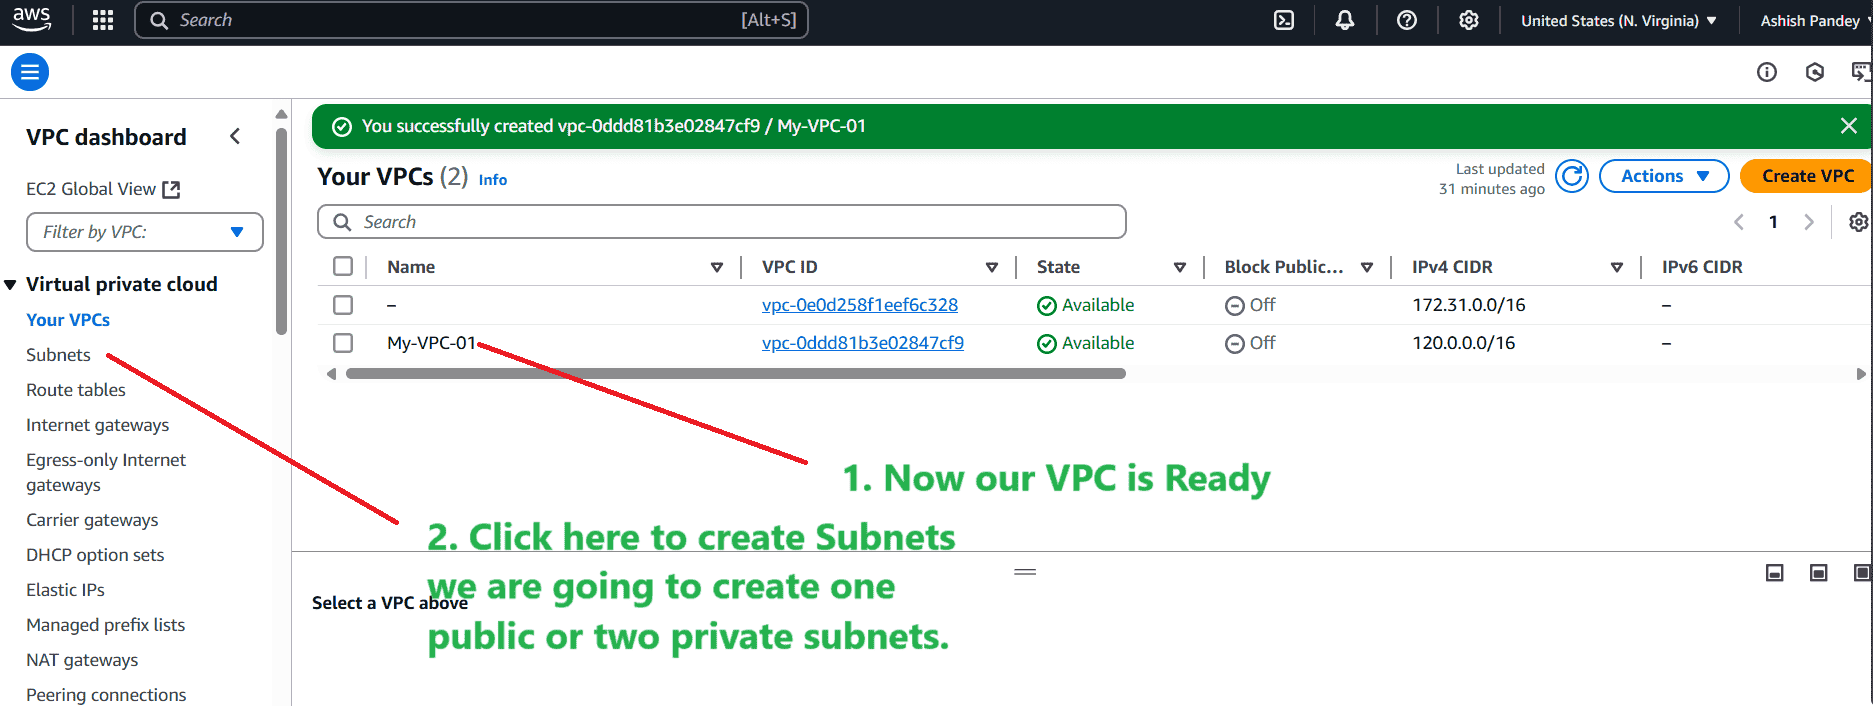 aws
Search [Alt+S]
United States (N. Virginia)
Ashish Pandey
VPC dashboard
EC2 Global View
Filter by VPC:
Virtual private cloud
Your VPCs
Subnets
Route tables
Internet gateways
Egress-only Internet
gateways
Carrier gateways
DHCP option sets
Elastic IPs
Managed prefix lists
NAT gateways
Peering connections
You successfully created vpc-0ddd81b3e02847cf9 / My-VPC-01
Your VPCs (2) Info
Last updated
31 minutes ago
Actions
Create VPC
Search
1
Name VPC ID State Block Public... IPv4 CIDR IPv6 CIDR
– vpc-0e0d258f1eef6c328 Available Off 172.31.0.0/16 –
My-VPC-01 vpc-0ddd81b3e02847cf9 Available Off 120.0.0.0/16 –
1. Now our VPC is Ready
2. Click here to create Subnets
we are going to create one
public or two private subnets.
Select a VPC above